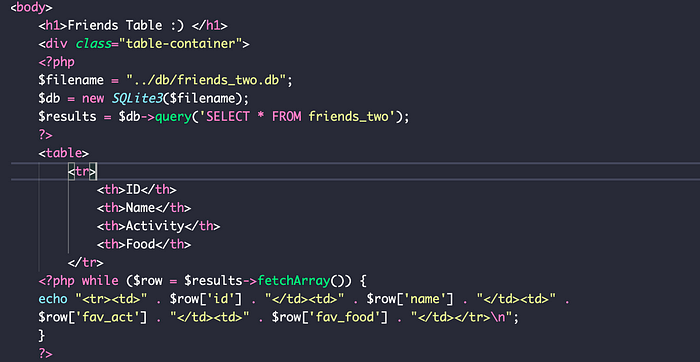 <body>
<h1>Friends Table :) </h1>
<div class="table-container">
<?php
$filename = "../db/friends_two.db";
$db = new SQLite3($filename);
$results = $db->query('SELECT * FROM friends_two');
?>
<table>
<tr>
<th>ID</th>
<th>Name</th>
<th>Activity</th>
<th>Food</th>
</tr>
<?php while ($row = $results->fetchArray()) {
echo "<tr><td>" . $row['id'] . "</td><td>" . $row['name'] . "</td><td>" .
$row['fav_act'] . "</td><td>" . $row['fav_food'] . "</td></tr>\n";
}
?>